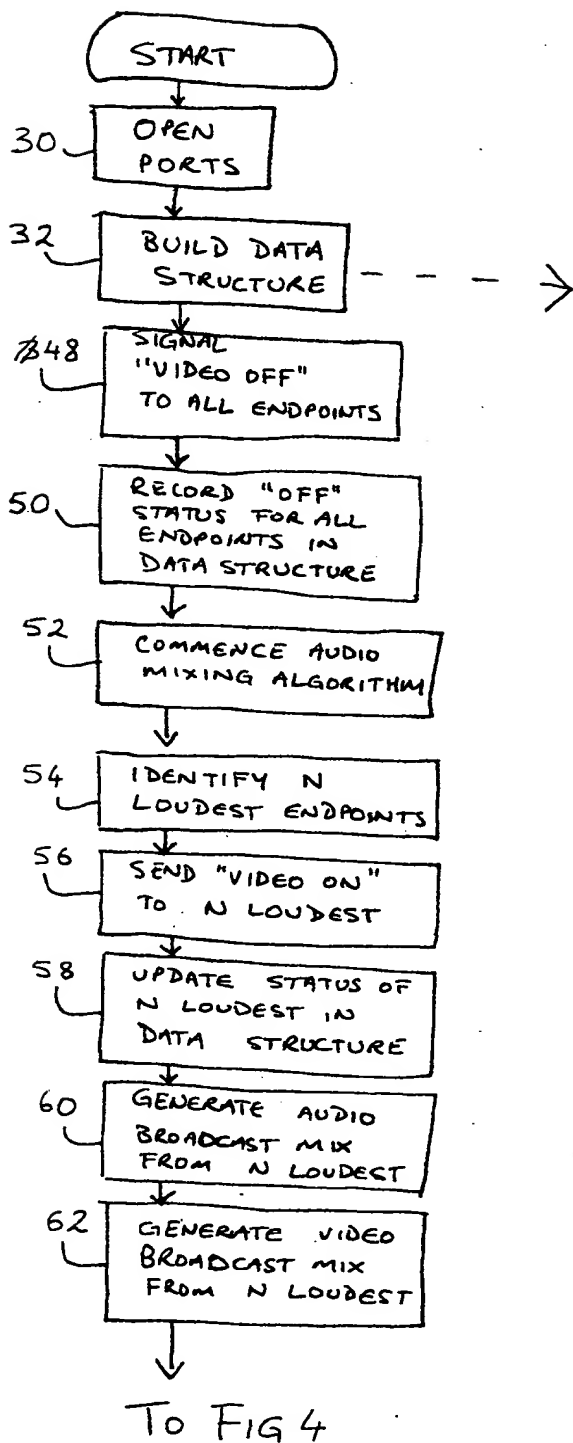 START
30
OPEN
PORTS
32
BUILD DATA
STRUCTURE
48
SIGNAL
"VIDEO OFF"
TO ALL ENDPOINTS
50
RECORD "OFF"
STATUS FOR ALL
ENDPOINTS IN
DATA STRUCTURE
52
COMMENCE AUDIO
MIXING ALGORITHM
54
IDENTIFY N
LOUDEST ENDPOINTS
56
SEND "VIDEO ON"
TO N LOUDEST
58
UPDATE STATUS OF
N LOUDEST IN
DATA STRUCTURE
60
GENERATE AUDIO
BROADCAST MIX
FROM N LOUDEST
62
GENERATE VIDEO
BROADCAST MIX
FROM N LOUDEST
TO FIG 4